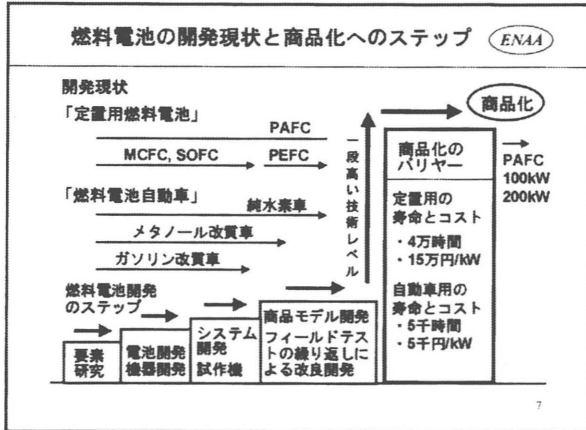 燃料電池の開発現状と商品化へのステップ
ENAA
開発現状
「定置用燃料電池」
PAFC
MCFC, SOFC
PEFC
「燃料電池自動車」
純水素車
メタノール改質車
ガソリン改質車
燃料電池開発
のステップ
要素
研究
電池開発
機器開発
システム
開発
試作機
商品モデル開発
フィールドテス
トの繰り返しに
よる改良開発
一段高い技術レベル
商品化の
バリヤー
定置用の
寿命とコスト
・4万時間
・15万円/kW
自動車用の
寿命とコスト
・5千時間
・5千円/kW
商品化
PAFC
100kW
200kW
7